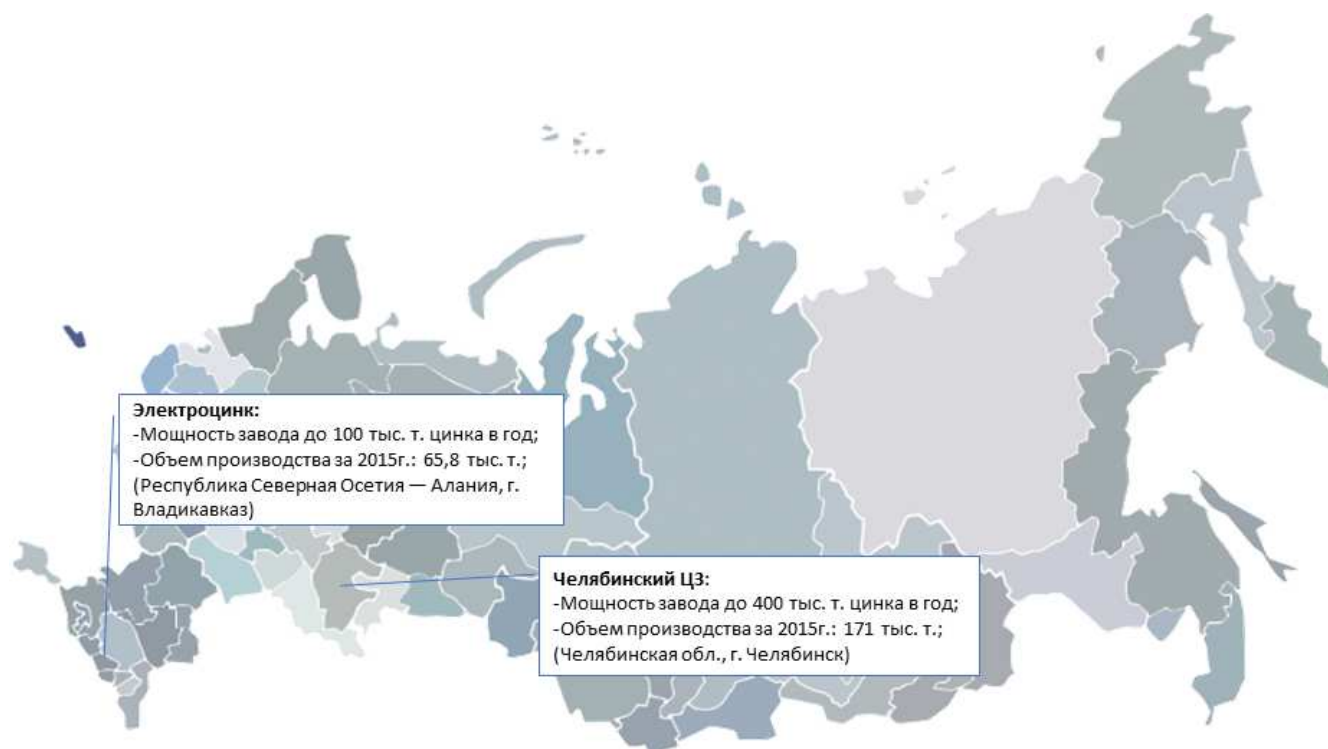 Электроцинк:
-Мощность завода до 100 тыс. т. цинка в год;
-Объем производства за 2015г.: 65,8 тыс. т.;
(Республика Северная Осетия — Алания, г.
Владикавказ)
Челябинский ЦЗ:
-Мощность завода до 400 тыс. т. цинка в год;
-Объем производства за 2015г.: 171 тыс. т.;
(Челябинская обл., г. Челябинск)